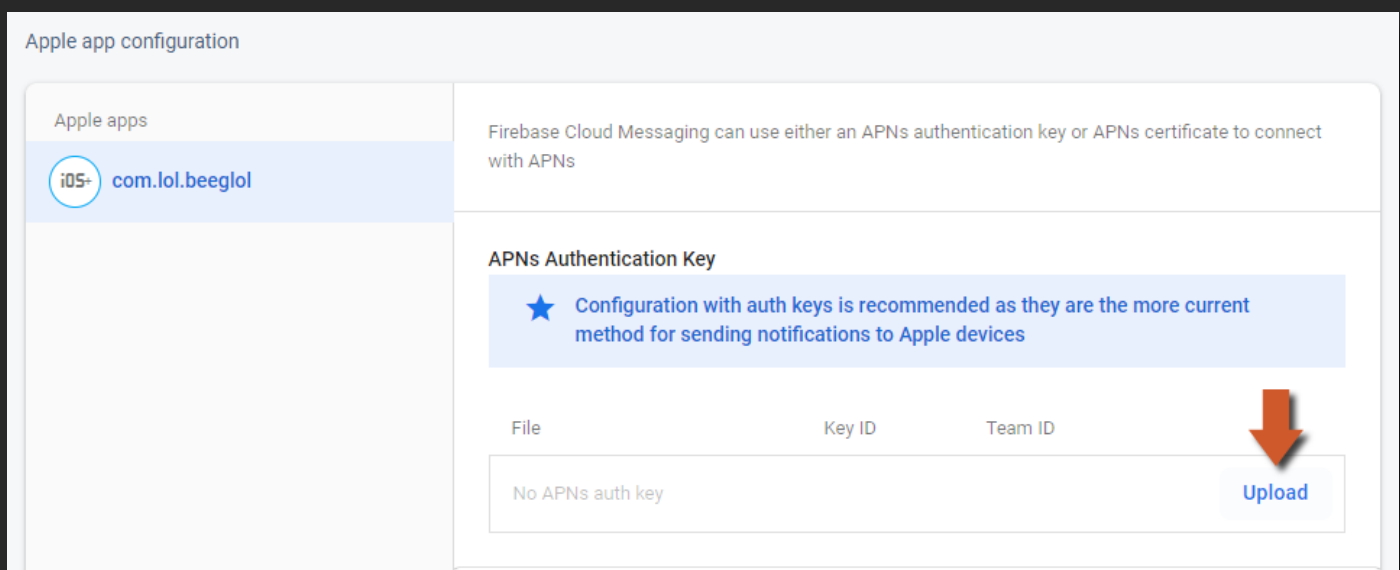 Apple app configuration
Apple apps
iOS+ com.lol.beeglol
Firebase Cloud Messaging can use either an APNs authentication key or APNs certificate to connect
with APNs
APNs Authentication Key
Configuration with auth keys is recommended as they are the more current
method for sending notifications to Apple devices
File Key ID Team ID
No APNs auth key Upload